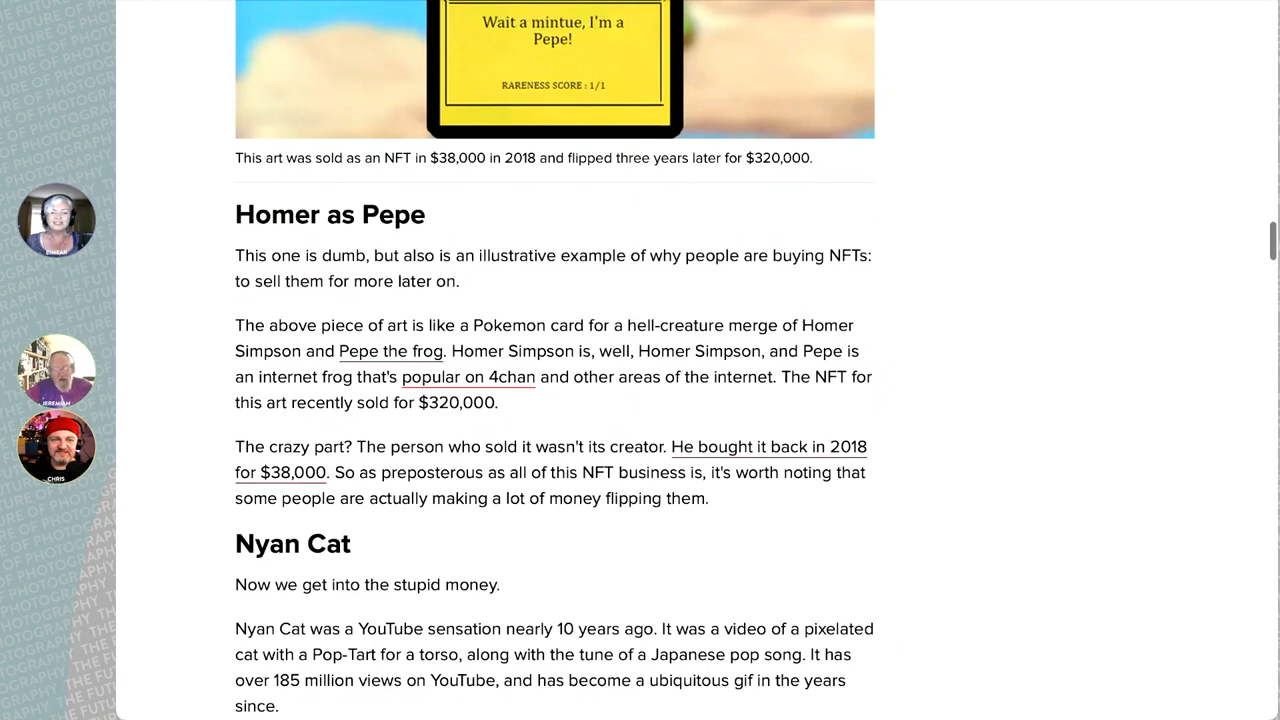 Wait a mintue, I'm a
Pepe!
RARENESS SCORE : 1/1
This art was sold as an NFT in $38,000 in 2018 and flipped three years later for $320,000.
Homer as Pepe
This one is dumb, but also is an illustrative example of why people are buying NFTs:
to sell them for more later on.
The above piece of art is like a Pokemon card for a hell-creature merge of Homer
Simpson and Pepe the frog. Homer Simpson is, well, Homer Simpson, and Pepe is
an internet frog that's popular on 4chan and other areas of the internet. The NFT for
this art recently sold for $320,000.
The crazy part? The person who sold it wasn't its creator. He bought it back in 2018
for $38,000. So as preposterous as all of this NFT business is, it's worth noting that
some people are actually making a lot of money flipping them.
Nyan Cat
Now we get into the stupid money.
Nyan Cat was a YouTube sensation nearly 10 years ago. It was a video of a pixelated
cat with a Pop-Tart for a torso, along with the tune of a Japanese pop song. It has
over 185 million views on YouTube, and has become a ubiquitous gif in the years
since.
EIMEAR
JEREMIAH
CHRIS